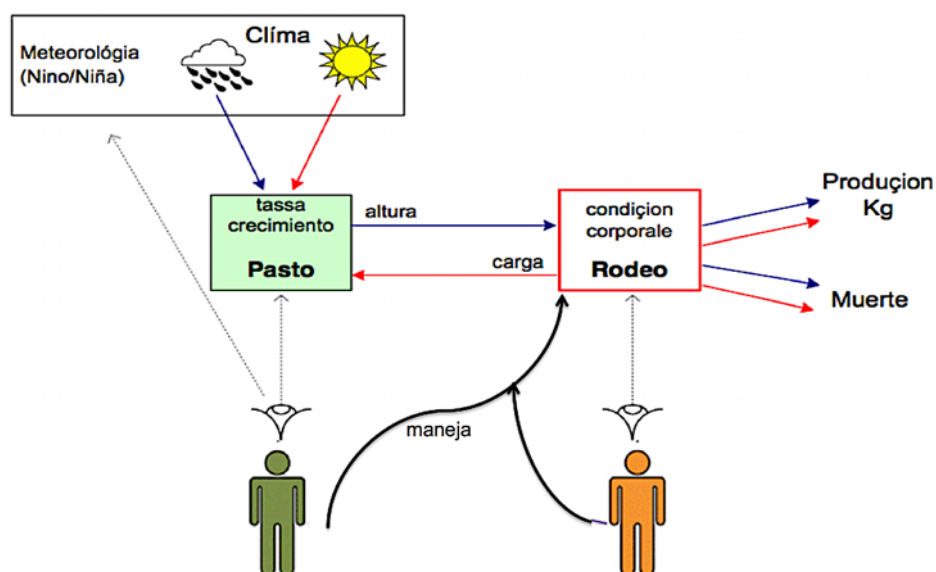 Clíma
Meteorológia
(Nino/Niña)
tassa
crecimiento
Pasto
altura
carga
condiçion
corporale
Rodeo
Produçion
Kg
Muerte
maneja